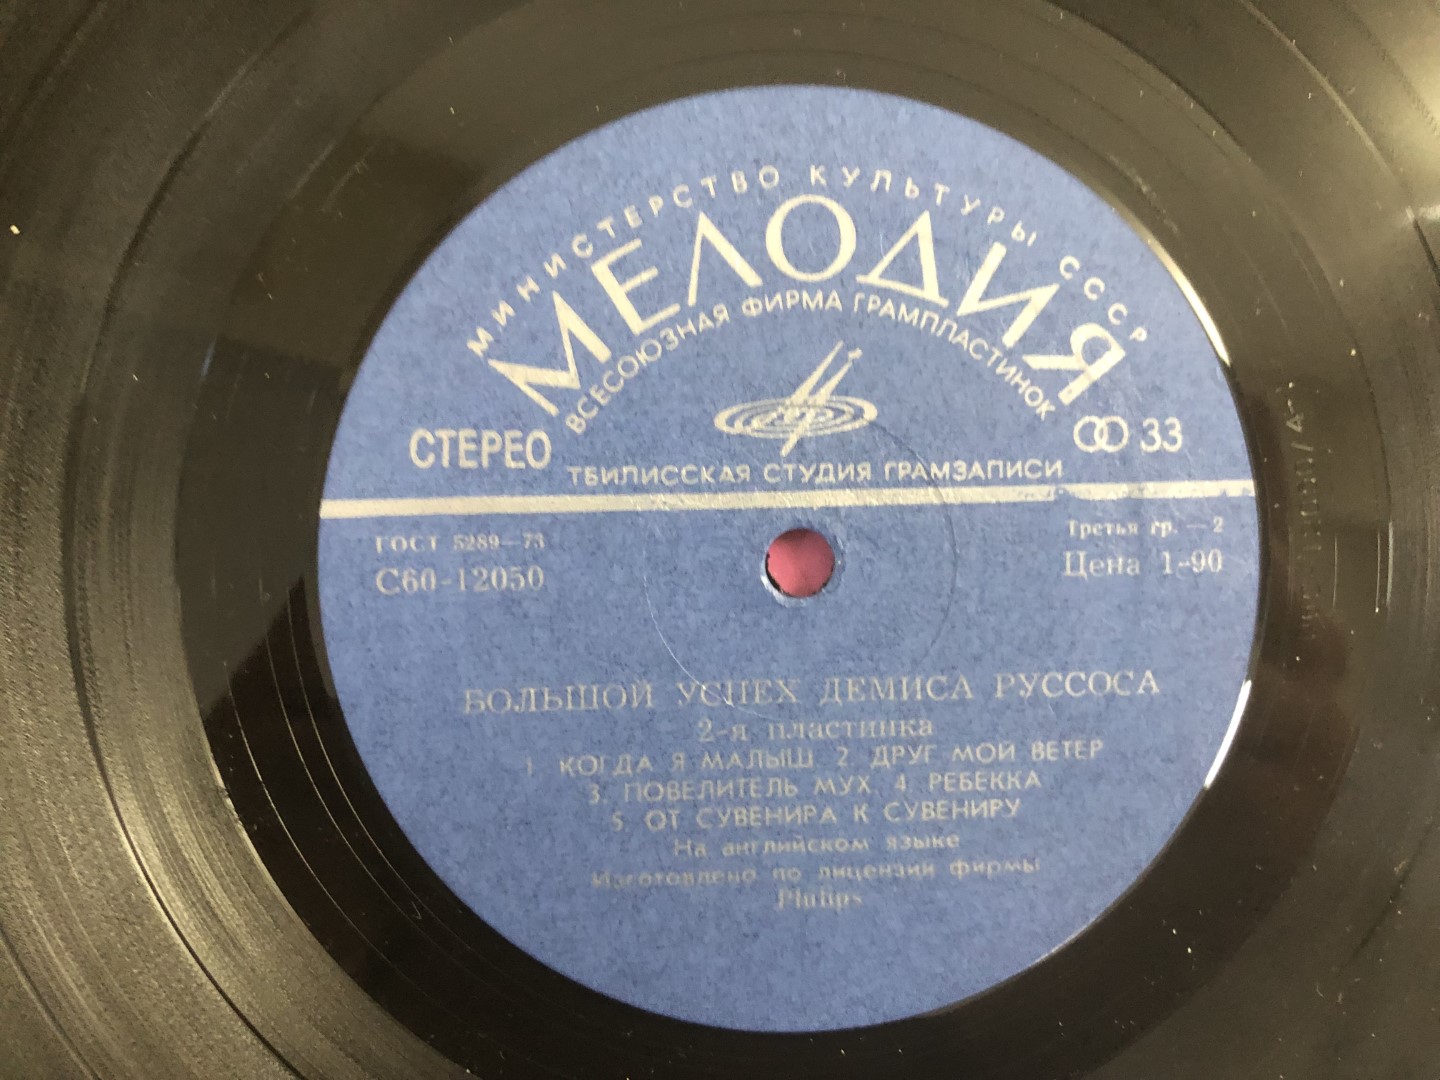 МИНИСТЕРСТВО КУЛЬТУРЫ СССР
МЕЛОДИЯ
ВСЕСОЮЗНАЯ ФИРМА ГРАМПЛАСТИНОК
СТЕРЕО
33
ТБИЛИССКАЯ СТУДИЯ ГРАМЗАПИСИ
ГОСТ 5289-73
Третья гр. — 2
С60-12050
Цена 1-90
БОЛЬШОЙ УСПЕХ ДЕМИСА РУССОСА
2-я пластинка
1. КОГДА Я МАЛЫШ 2. ДРУГ МОЙ ВЕТЕР
3. ПОВЕЛИТЕЛЬ МУХ 4. РЕБЕККА
5. ОТ СУВЕНИРА К СУВЕНИРУ
На английском языке
Изготовлено по лицензии фирмы
Philips